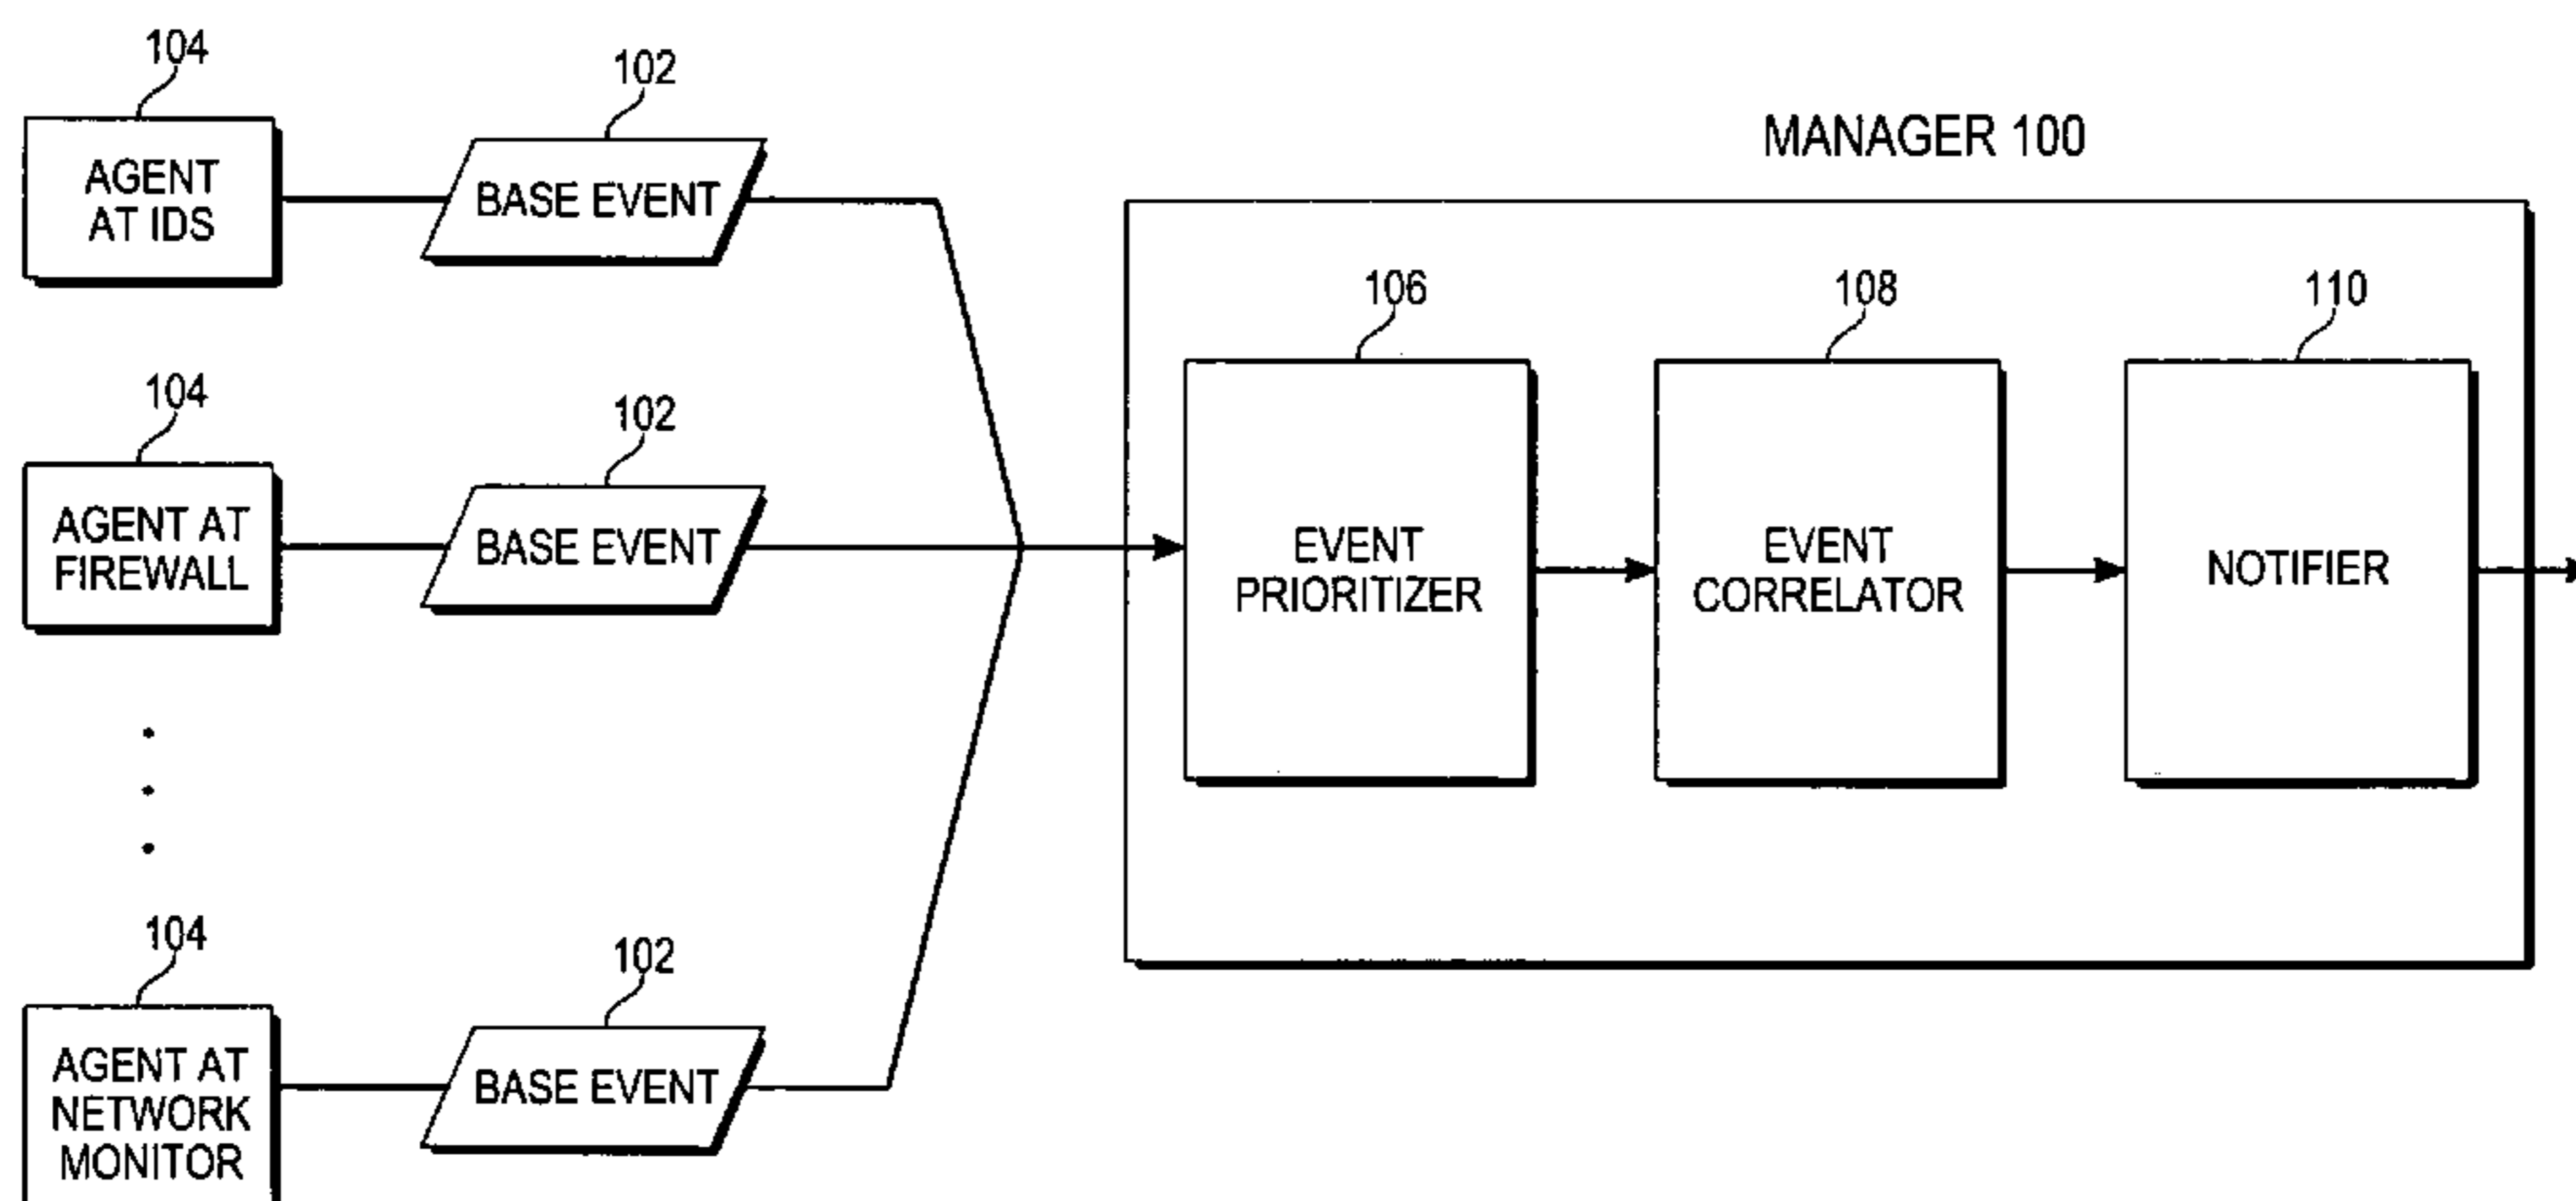 104
102
AGENT
AT IDS
BASE EVENT
MANAGER 100
106
108
110
104
102
AGENT AT
FIREWALL
BASE EVENT
EVENT
PRIORITIZER
EVENT
CORRELATOR
NOTIFIER
104
102
AGENT AT
NETWORK
MONITOR
BASE EVENT